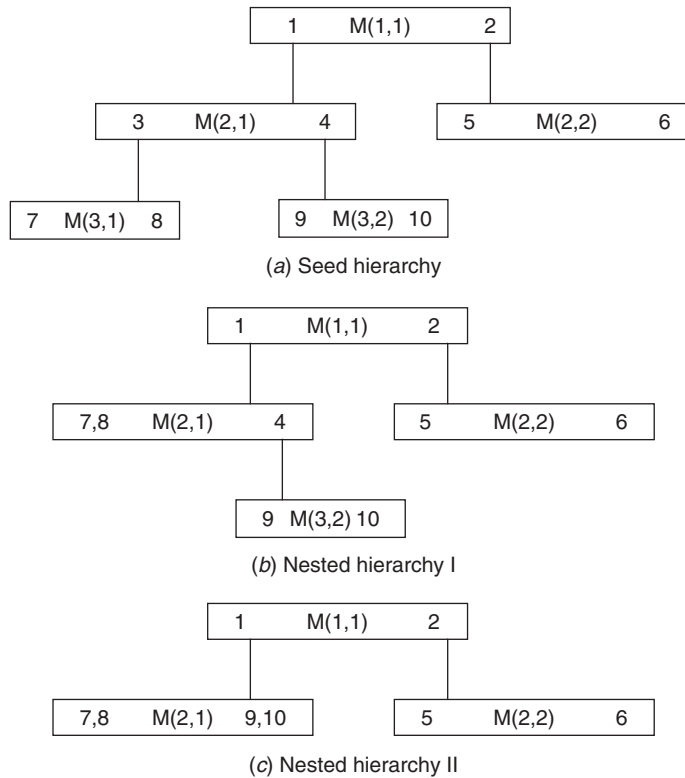 1 M(1,1) 2
3 M(2,1) 4
5 M(2,2) 6
7 M(3,1) 8
9 M(3,2) 10
(a) Seed hierarchy
1 M(1,1) 2
7,8 M(2,1) 4
5 M(2,2) 6
9 M(3,2) 10
(b) Nested hierarchy I
1 M(1,1) 2
7,8 M(2,1) 9,10
5 M(2,2) 6
(c) Nested hierarchy II